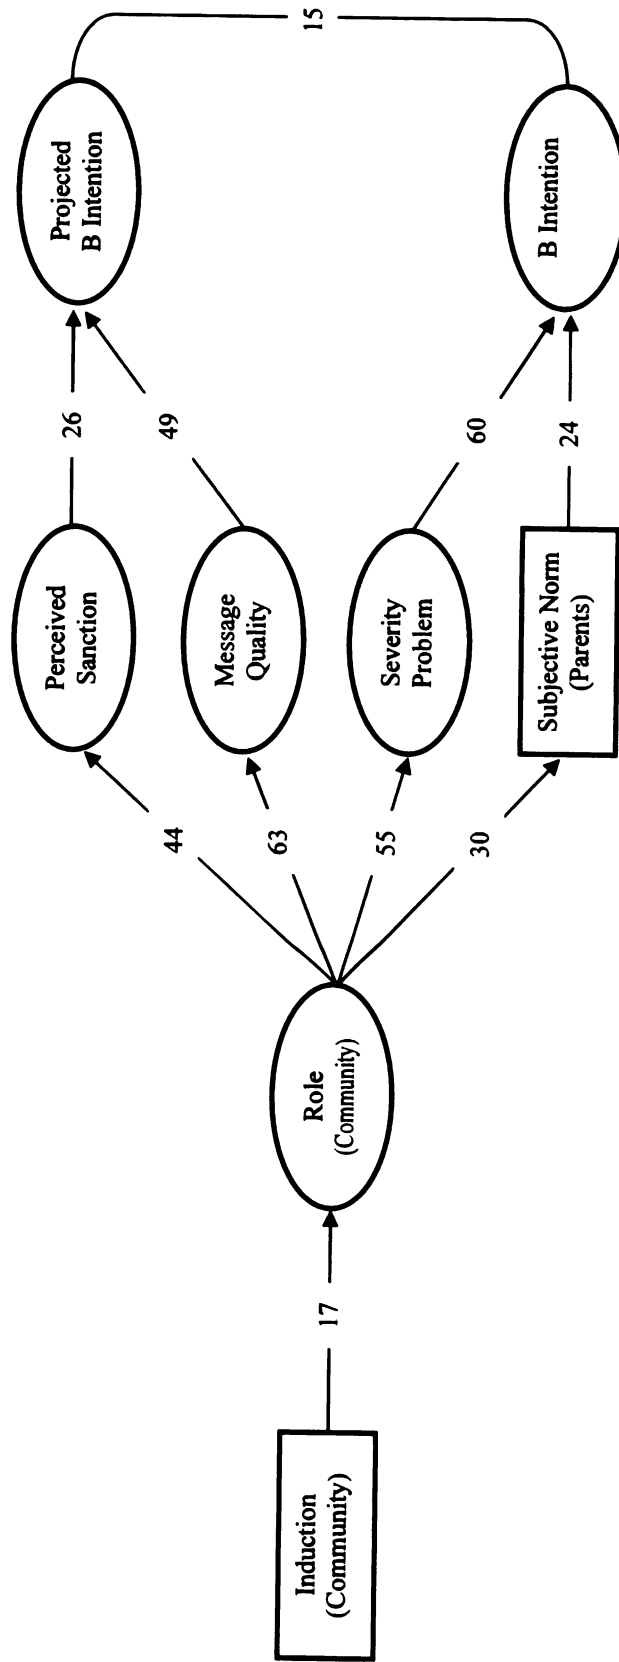 Induction
(Community)
17
Role
(Community)
44
63
55
30
Perceived
Sanction
Message
Quality
Severity
Problem
Subjective Norm
(Parents)
26
49
60
24
Projected
B Intention
B Intention
15